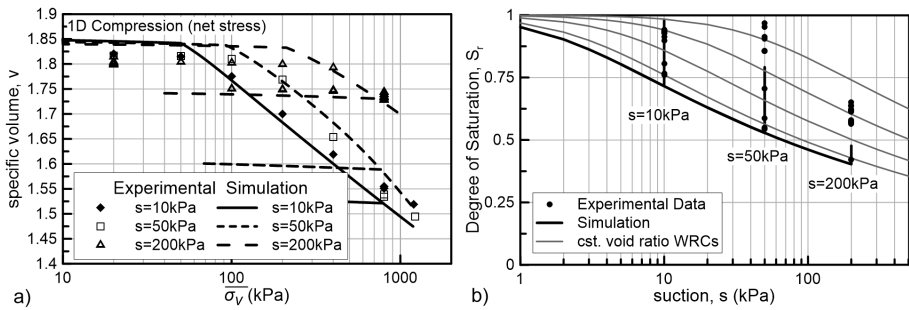 1D Compression (net stress)
1.9
1.85
1.8
1.75
1.7
1.65
1.6
1.55
1.5
1.45
1.4
specific volume, v
Experimental Simulation
s=10kPa s=10kPa
s=50kPa s=50kPa
s=200kPa s=200kPa
10 100 1000
σv (kPa)
a)
1
0.75
0.5
0.25
0
Degree of Saturation, Sr
s=10kPa
s=50kPa
s=200kPa
Experimental Data
Simulation
cst. void ratio WRCs
1 10 100
suction, s (kPa)
b)